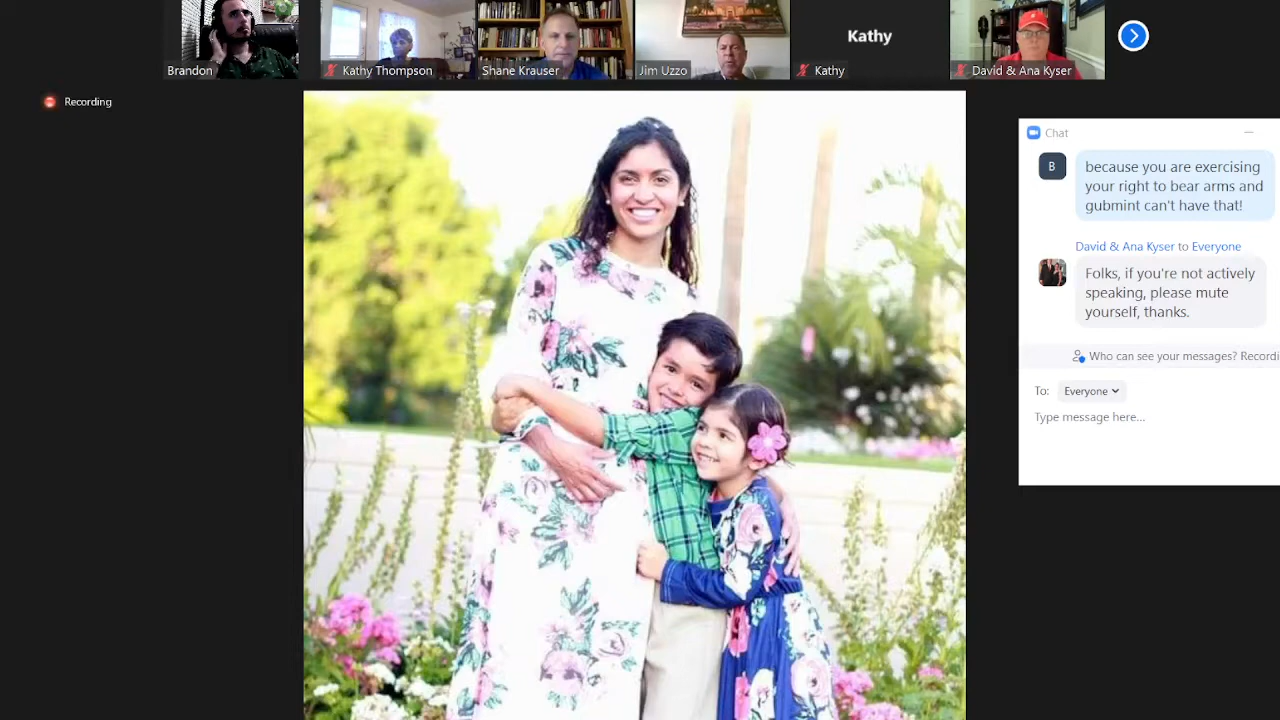 Kathy
Brandon
Kathy Thompson
Shane Krauser
Jim Uzzo
Kathy
David & Ana Kyser
Recording
Chat
B
because you are exercising
your right to bear arms and
gubmint can't have that!
David & Ana Kyser to Everyone
Folks, if you're not actively
speaking, please mute
yourself, thanks.
Who can see your messages? Recordi
To: Everyone
Type message here...